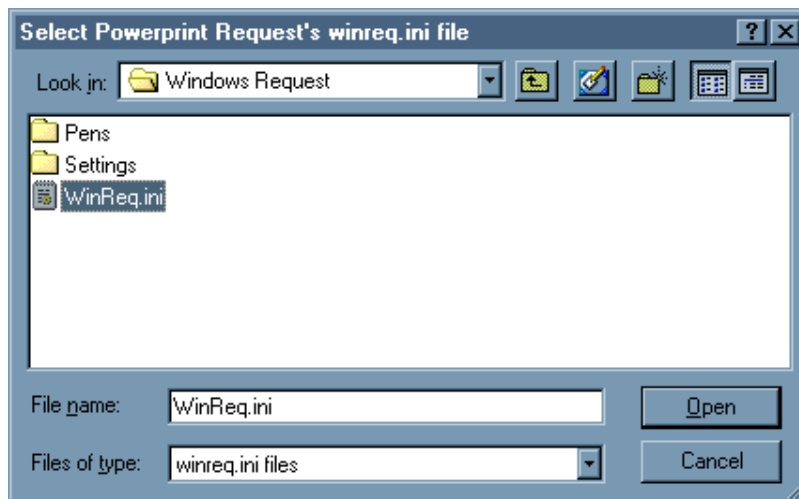 Select Powerprint Request's winreq.ini file
Look in: Windows Request
Pens
Settings
WinReq.ini
File name: WinReq.ini Open
Files of type: winreq.ini files Cancel